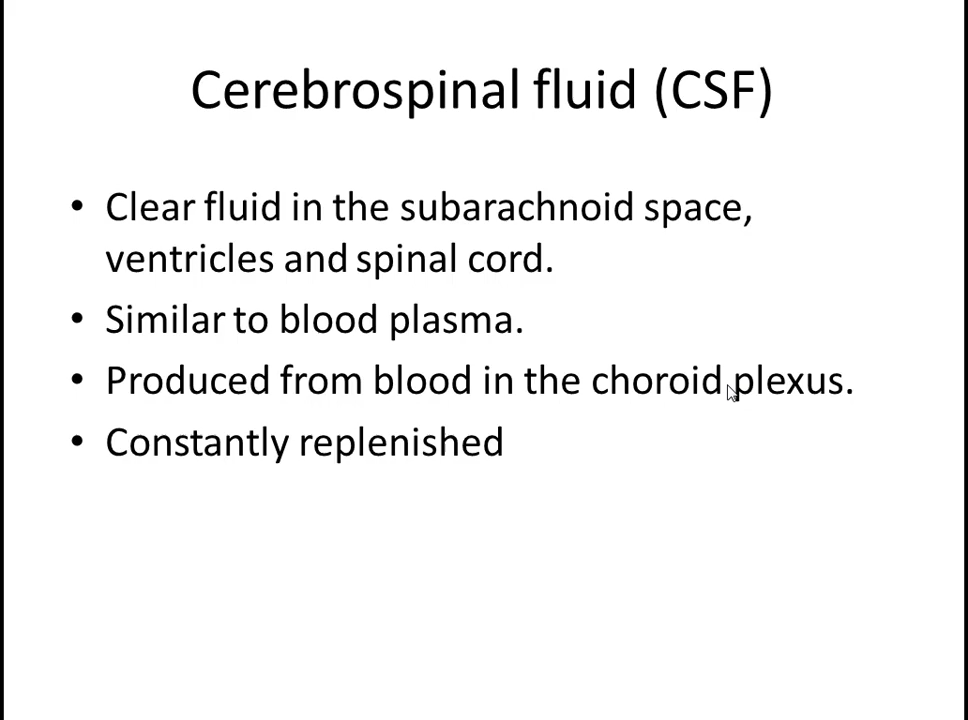 Cerebrospinal fluid (CSF)
• Clear fluid in the subarachnoid space,
ventricles and spinal cord.
• Similar to blood plasma.
• Produced from blood in the choroid plexus.
• Constantly replenished